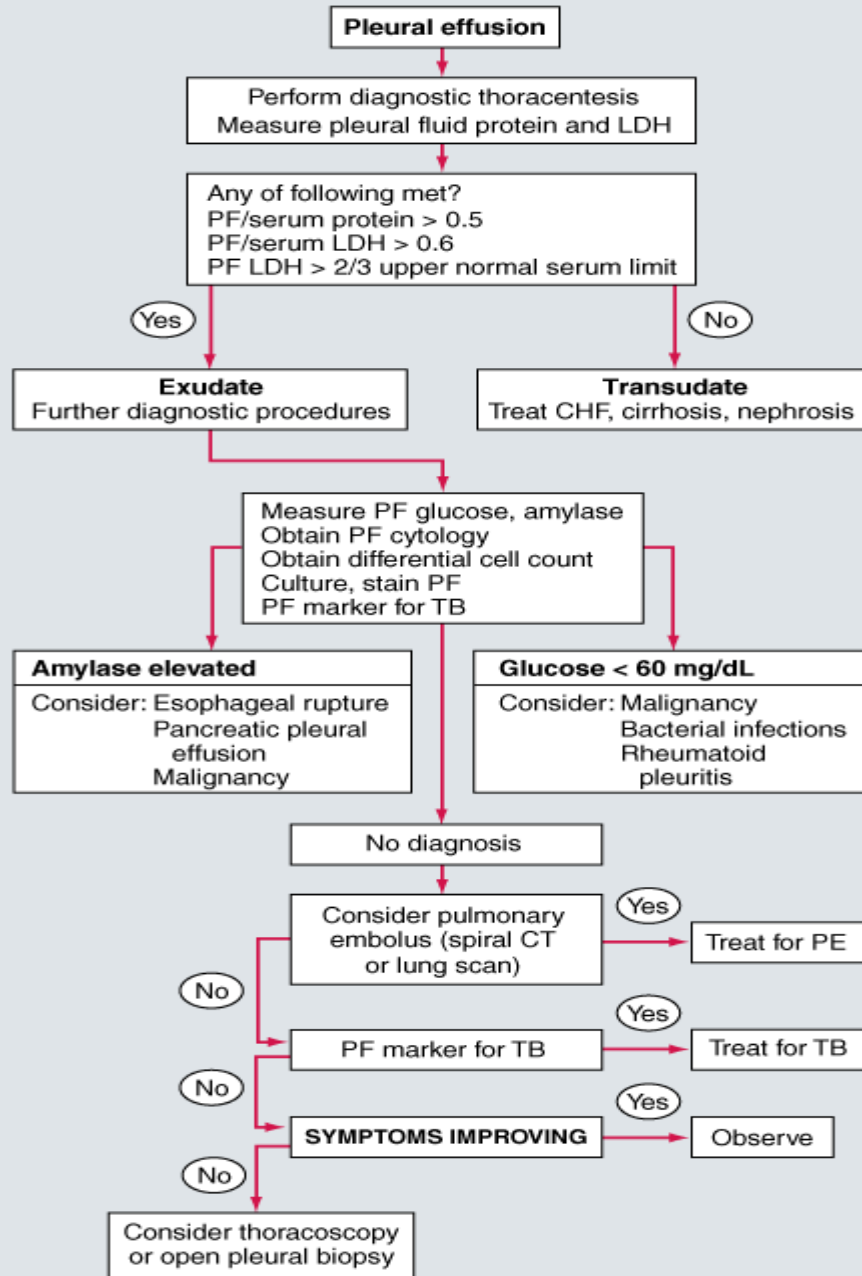 Pleural effusion
Perform diagnostic thoracentesis
Measure pleural fluid protein and LDH
Any of following met?
PF/serum protein > 0.5
PF/serum LDH > 0.6
PF LDH > 2/3 upper normal serum limit
Yes
No
Exudate
Further diagnostic procedures
Transudate
Treat CHF, cirrhosis, nephrosis
Measure PF glucose, amylase
Obtain PF cytology
Obtain differential cell count
Culture, stain PF
PF marker for TB
Amylase elevated
Consider: Esophageal rupture
Pancreatic pleural
effusion
Malignancy
Glucose < 60 mg/dL
Consider: Malignancy
Bacterial infections
Rheumatoid
pleuritis
No diagnosis
Consider pulmonary
embolus (spiral CT
or lung scan)
Yes
Treat for PE
No
PF marker for TB
Yes
Treat for TB
No
SYMPTOMS IMPROVING
Yes
Observe
No
Consider thoracoscopy
or open pleural biopsy